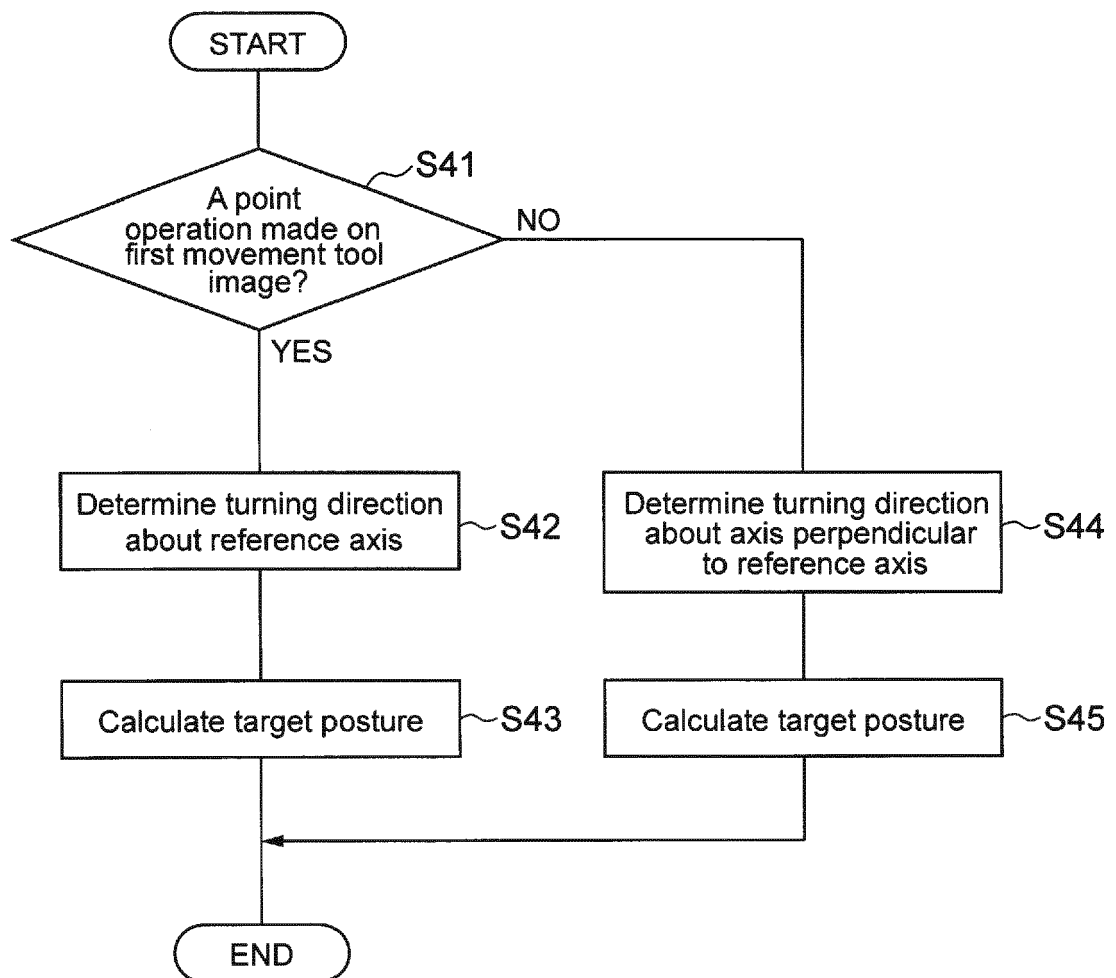 START
S41
A point
operation made on
first movement tool
image?
NO
YES
Determine turning direction
about reference axis
S42
Determine turning direction
about axis perpendicular
to reference axis
S44
Calculate target posture
S43
Calculate target posture
S45
END